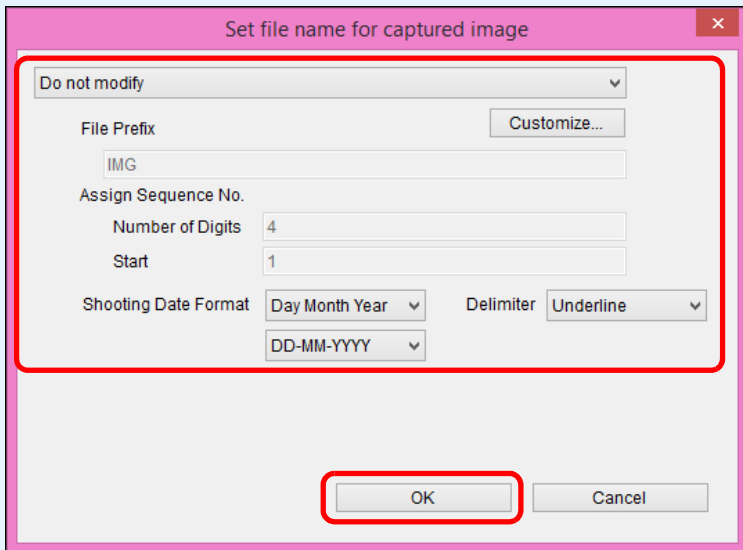 Set file name for captured image
Do not modify
File Prefix
Customize...
IMG
Assign Sequence No.
Number of Digits 4
Start 1
Shooting Date Format Day Month Year Delimiter Underline
DD-MM-YYYY
OK Cancel